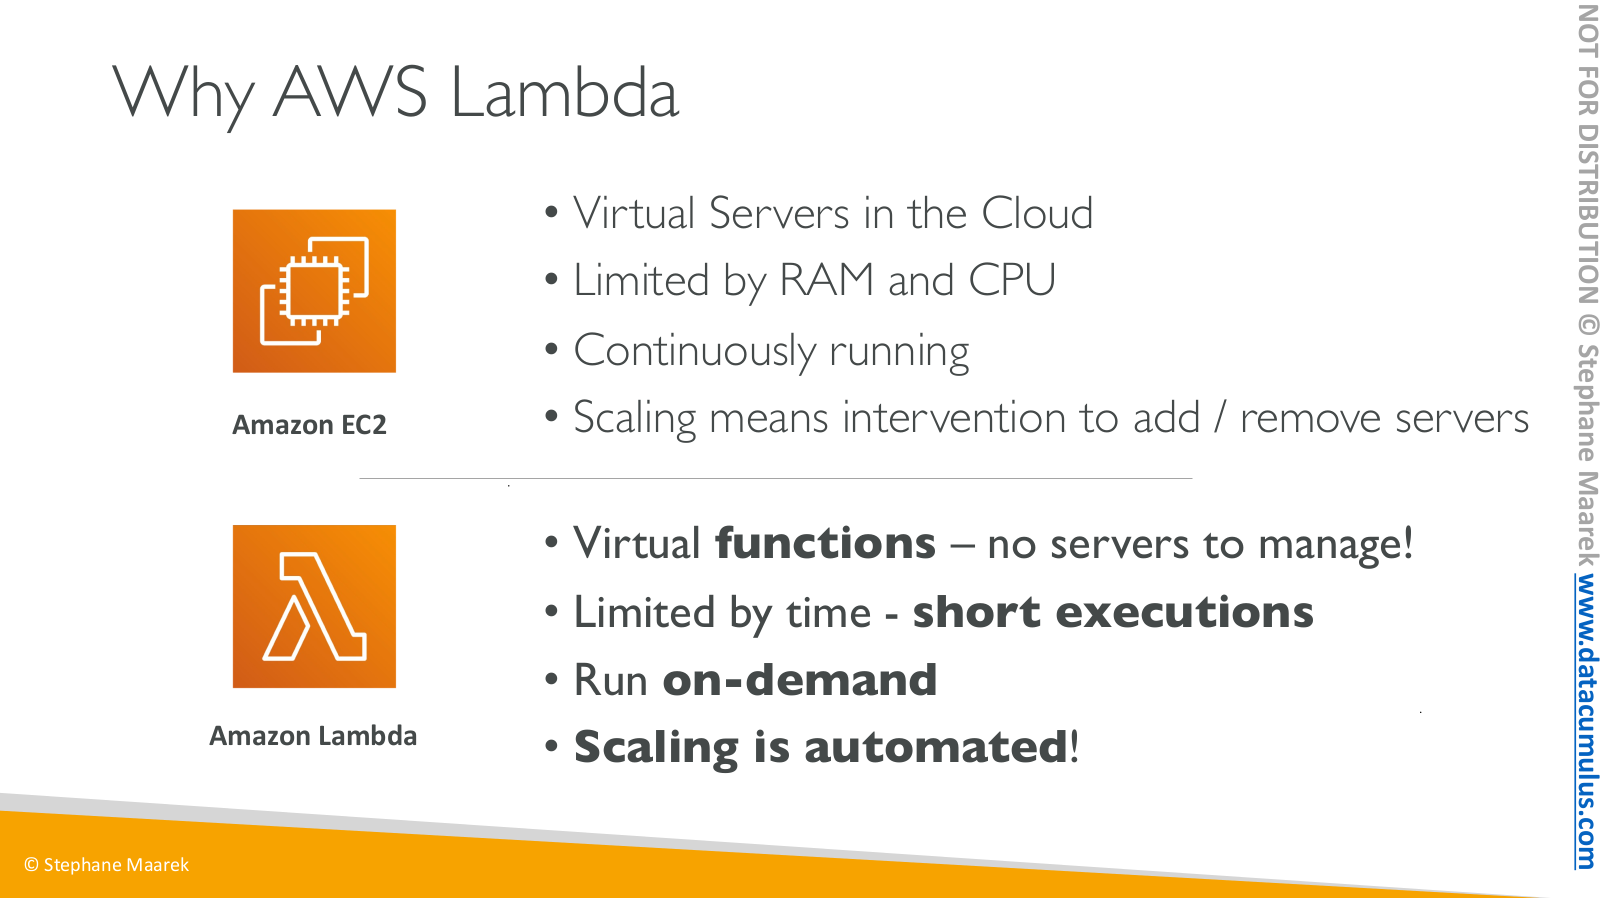 Why AWS Lambda
• Virtual Servers in the Cloud
• Limited by RAM and CPU
• Continuously running
• Scaling means intervention to add / remove servers
Amazon EC2
• Virtual functions – no servers to manage!
• Limited by time - short executions
• Run on-demand
• Scaling is automated!
Amazon Lambda
© Stephane Maarek
NOT FOR DISTRIBUTION © Stephane Maarek www.datacumulus.com